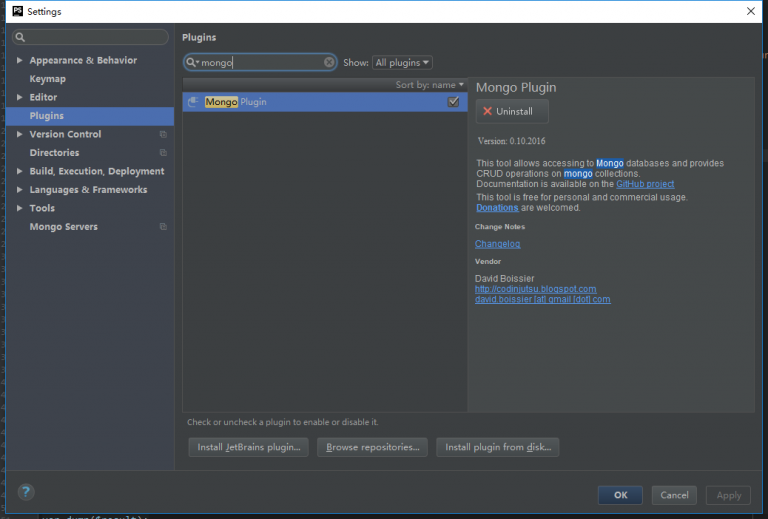 PS Settings
Plugins
mongo
Show: All plugins
Appearance & Behavior
Keymap
Editor
Plugins
Version Control
Directories
Build, Execution, Deployment
Languages & Frameworks
Tools
Mongo Servers
Sort by: name
Mongo Plugin
Mongo Plugin
Uninstall
Version: 0.10.2016
This tool allows accessing to Mongo databases and provides
CRUD operations on mongo collections.
Documentation is available on the GitHub project
This tool is free for personal and commercial usage.
Donations are welcomed.
Change Notes
Changelog
Vendor
David Boissier
http://codinjutsu.blogspot.com
david.boissier [at] gmail [dot] com
Check or uncheck a plugin to enable or disable it.
Install JetBrains plugin...
Browse repositories...
Install plugin from disk...
?
OK
Cancel
Apply